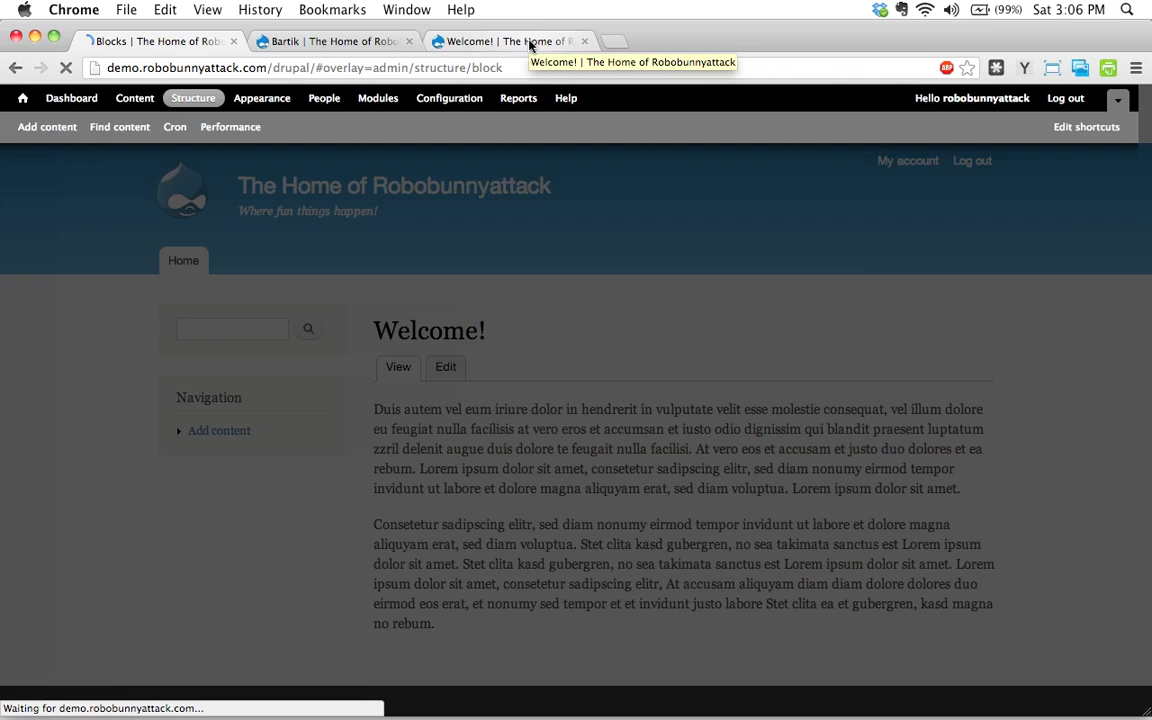 Chrome File Edit View History Bookmarks Window Help (99%) Sat 3:06 PM
Blocks | The Home of Rob Bartik | The Home of Robo Welcome! | The Home of R
demo.robobunnyattack.com/drupal/#overlay=admin/structure/block ABP Y
Welcome! | The Home of Robobunnyattack
Dashboard Content Structure Appearance People Modules Configuration Reports Help Hello robobunnyattack Log out
Add content Find content Cron Performance Edit shortcuts
My account Log out
The Home of Robobunnyattack
Where fun things happen!
Home
Welcome!
View Edit
Navigation
Add content
Duis autem vel eum iriure dolor in hendrerit in vulputate velit esse molestie consequat, vel illum dolore
eu feugiat nulla facilisis at vero eros et accumsan et iusto odio dignissim qui blandit praesent luptatum
zzril delenit augue duis dolore te feugait nulla facilisi. At vero eos et accusam et justo duo dolores et ea
rebum. Lorem ipsum dolor sit amet, consetetur sadipscing elitr, sed diam nonumy eirmod tempor
invidunt ut labore et dolore magna aliquyam erat, sed diam voluptua. Lorem ipsum dolor sit amet.
Consetetur sadipscing elitr, sed diam nonumy eirmod tempor invidunt ut labore et dolore magna
aliquyam erat, sed diam voluptua. Stet clita kasd gubergren, no sea takimata sanctus est Lorem ipsum
dolor sit amet. Stet clita kasd gubergren, no sea takimata sanctus est Lorem ipsum dolor sit amet. Lorem
ipsum dolor sit amet, consetetur sadipscing elitr, At accusam aliquyam diam diam dolore dolores duo
eirmod eos erat, et nonumy sed tempor et et invidunt justo labore Stet clita ea et gubergren, kasd magna
no rebum.
Waiting for demo.robobunnyattack.com...